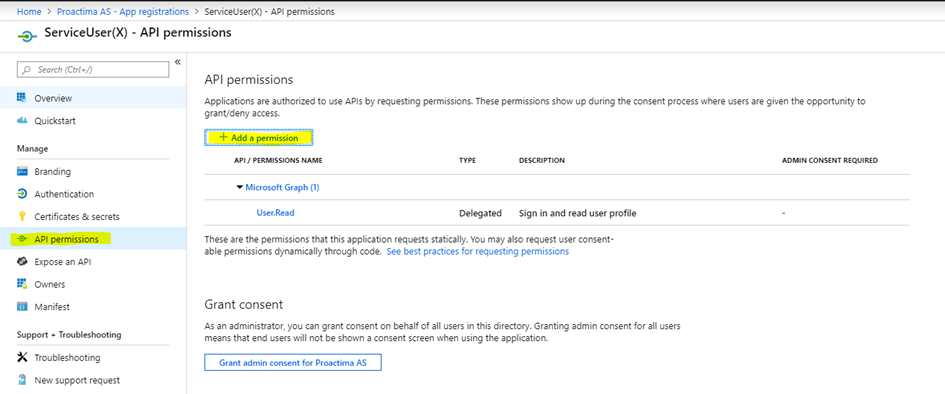 Home > Proactima AS - App registrations > ServiceUser(X) - API permissions
ServiceUser(X) - API permissions
Search (Ctrl+/)
«
Overview
Quickstart
Manage
Branding
Authentication
Certificates & secrets
API permissions
Expose an API
Owners
Manifest
Support + Troubleshooting
Troubleshooting
New support request
API permissions
Applications are authorized to use APIs by requesting permissions. These permissions show up during the consent process where users are given the opportunity to
grant/deny access.
+ Add a permission
API / PERMISSIONS NAME TYPE DESCRIPTION ADMIN CONSENT REQUIRED
Microsoft Graph (1)
User.Read Delegated Sign in and read user profile -
These are the permissions that this application requests statically. You may also request user consent-
able permissions dynamically through code. See best practices for requesting permissions
Grant consent
As an administrator, you can grant consent on behalf of all users in this directory. Granting admin consent for all users
means that end users will not be shown a consent screen when using the application.
Grant admin consent for Proactima AS